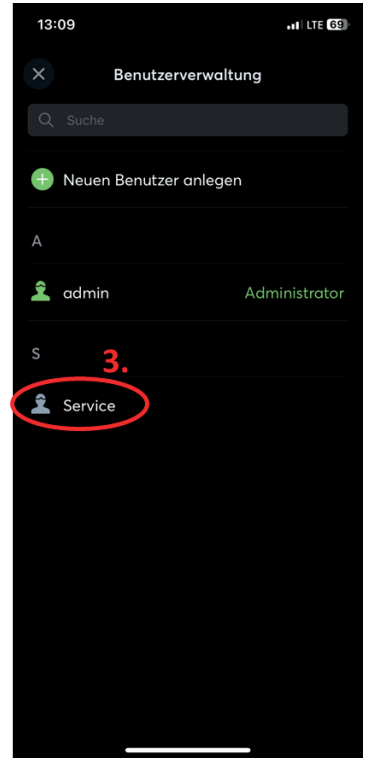 13:09 LTE 69
Benutzerverwaltung
Suche
Neuen Benutzer anlegen
A
admin Administrator
S
3.
Service